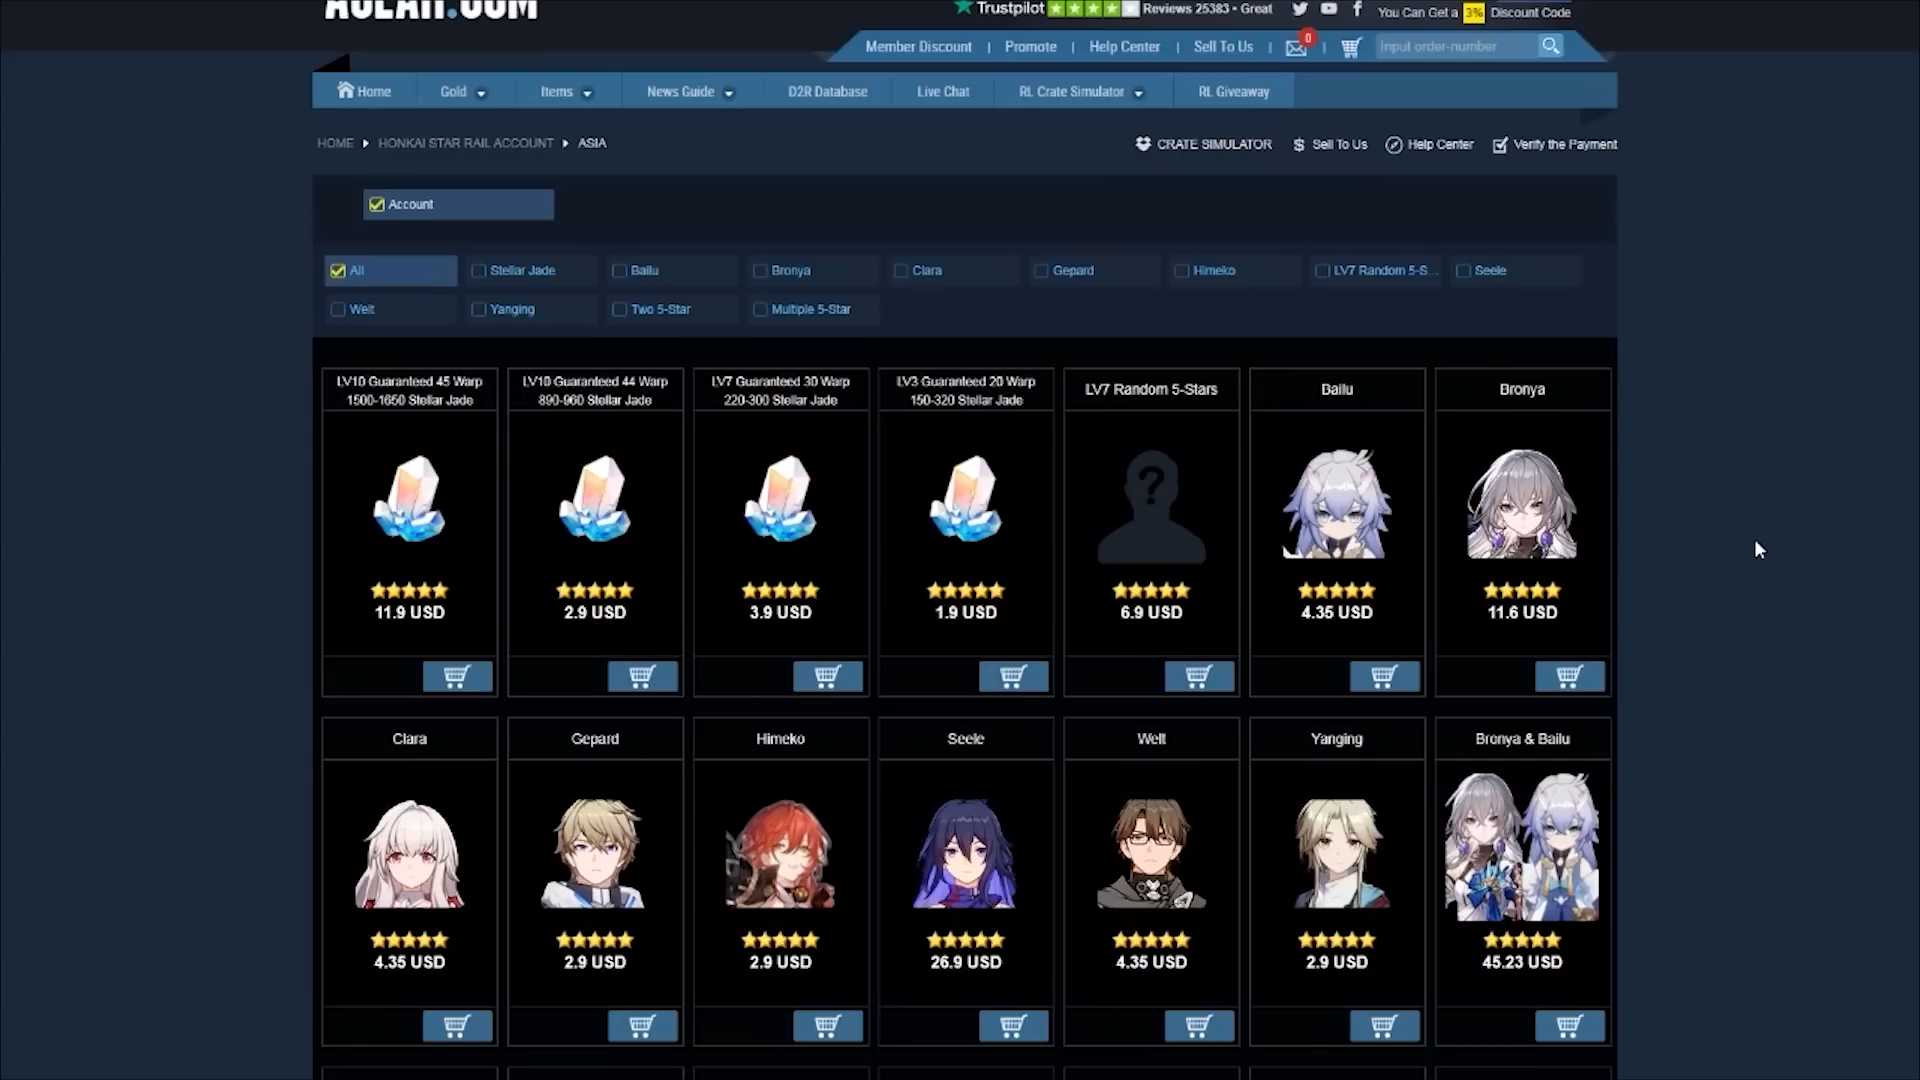 AOEAH.COM
Trustpilot Reviews 25383 • Great You Can Get a 3% Discount Code
Member Discount | Promote | Help Center | Sell To Us | 0 | Input order-number
Home Gold Items News Guide D2R Database Live Chat RL Crate Simulator RL Giveaway
HOME HONKAI STAR RAIL ACCOUNT ASIA CRATE SIMULATOR $ Sell To Us Help Center Verify the Payment
Account
All Stellar Jade Bailu Bronya Clara Gepard Himeko LV7 Random 5-S... Seele
Welt Yanging Two 5-Star Multiple 5-Star
LV10 Guaranteed 45 Warp
1500-1650 Stellar Jade
11.9 USD
LV10 Guaranteed 44 Warp
890-960 Stellar Jade
2.9 USD
LV7 Guaranteed 30 Warp
220-300 Stellar Jade
3.9 USD
LV3 Guaranteed 20 Warp
150-320 Stellar Jade
1.9 USD
LV7 Random 5-Stars
?
6.9 USD
Bailu
4.35 USD
Bronya
11.6 USD
Clara
4.35 USD
Gepard
2.9 USD
Himeko
2.9 USD
Seele
26.9 USD
Welt
4.35 USD
Yanging
2.9 USD
Bronya & Bailu
45.23 USD